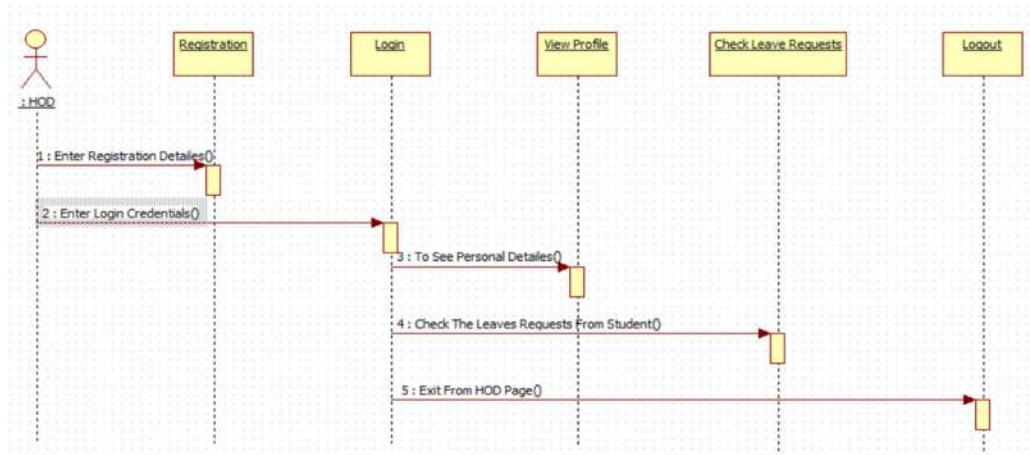 Registration
Login
View Profile
Check Leave Requests
Logout
: HOD
1 : Enter Registration Detailes()
2 : Enter Login Credentials()
3 : To See Personal Detailes()
4 : Check The Leaves Requests From Student()
5 : Exit From HOD Page()